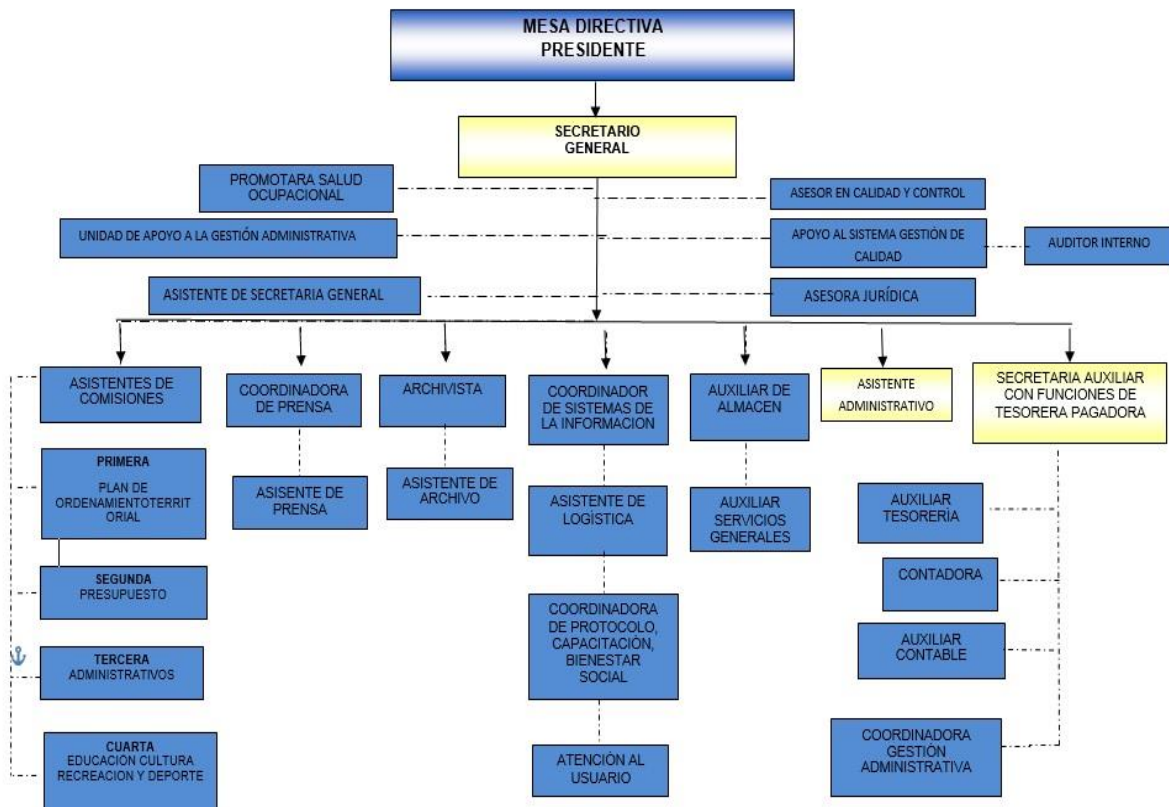 MESA DIRECTIVA
PRESIDENTE
SECRETARIO
GENERAL
PROMOTARA SALUD
OCUPACIONAL
ASESOR EN CALIDAD Y CONTROL
UNIDAD DE APOYO A LA GESTIÓN ADMINISTRATIVA
APOYO AL SISTEMA GESTIÓN DE
CALIDAD
AUDITOR INTERNO
ASISTENTE DE SECRETARIA GENERAL
ASESORA JURÍDICA
ASISTENTES DE
COMISIONES
COORDINADORA
DE PRENSA
ARCHIVISTA
COORDINADOR
DE SISTEMAS DE
LA INFORMACION
AUXILIAR DE
ALMACEN
ASISTENTE
ADMINISTRATIVO
SECRETARIA AUXILIAR
CON FUNCIONES DE
TESORERA PAGADORA
PRIMERA
PLAN DE
ORDENAMIENTOTERRIT
ORIAL
ASISENTE DE
PRENSA
ASISTENTE DE
ARCHIVO
ASISTENTE DE
LOGÍSTICA
AUXILIAR
SERVICIOS
GENERALES
AUXILIAR
TESORERÍA
SEGUNDA
PRESUPUESTO
CONTADORA
COORDINADORA
DE PROTOCOLO,
CAPACITACIÓN,
BIENESTAR
SOCIAL
AUXILIAR
CONTABLE
TERCERA
ADMINISTRATIVOS
CUARTA
EDUCACIÓN CULTURA
RECREACION Y DEPORTE
ATENCIÓN AL
USUARIO
COORDINADORA
GESTIÓN
ADMINISTRATIVA